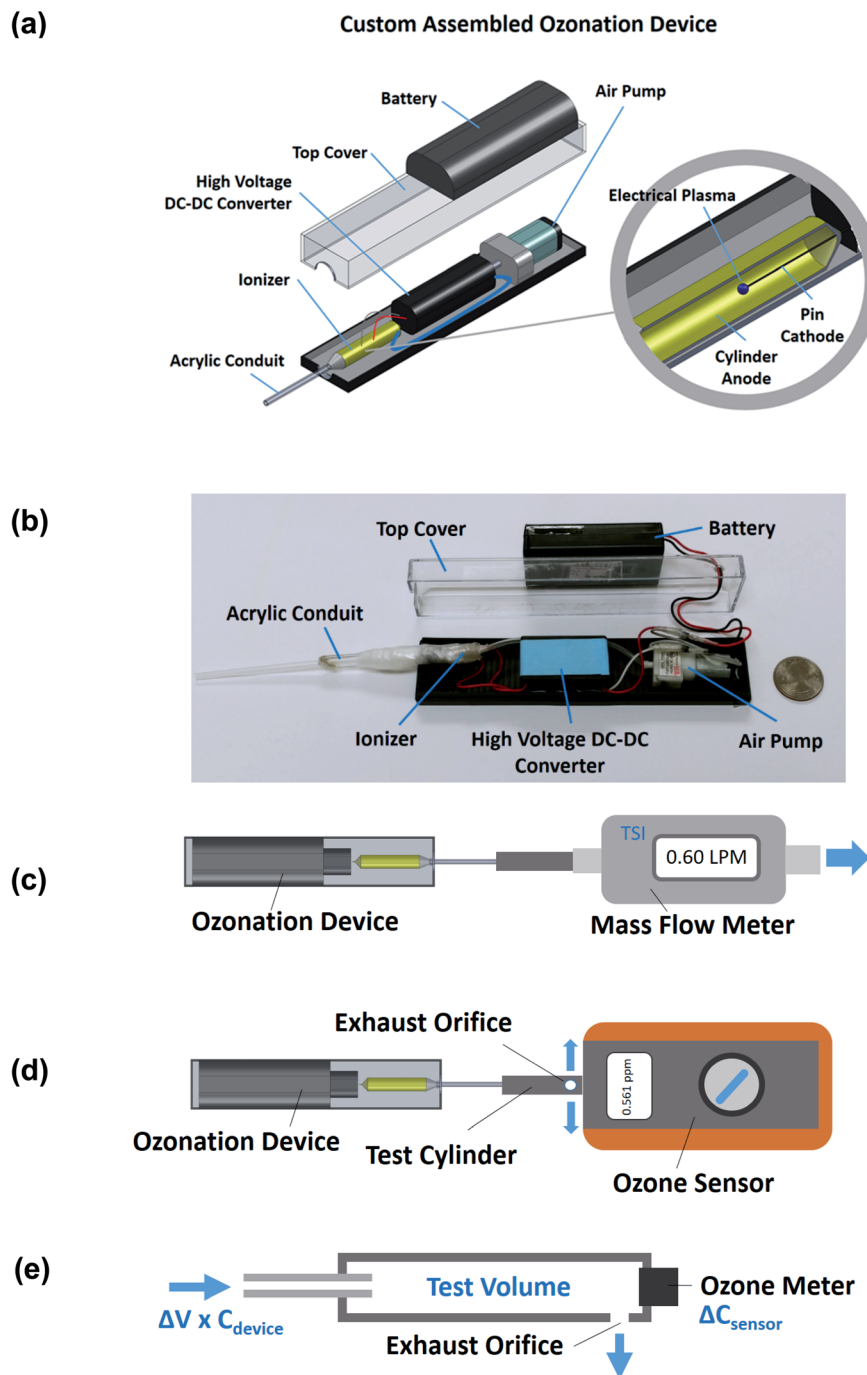 (a)
Custom Assembled Ozonation Device
Battery
Air Pump
Top Cover
High Voltage
DC-DC Converter
Electrical Plasma
Ionizer
Pin
Cathode
Cylinder
Anode
Acrylic Conduit
(b)
Top Cover
Battery
Acrylic Conduit
Ionizer
High Voltage DC-DC
Converter
Air Pump
(c)
TSI
0.60 LPM
Ozonation Device
Mass Flow Meter
(d)
Exhaust Orifice
0.561 ppm
Ozonation Device
Test Cylinder
Ozone Sensor
(e)
Test Volume
Ozone Meter
ΔV x Cdevice
ΔCsensor
Exhaust Orifice